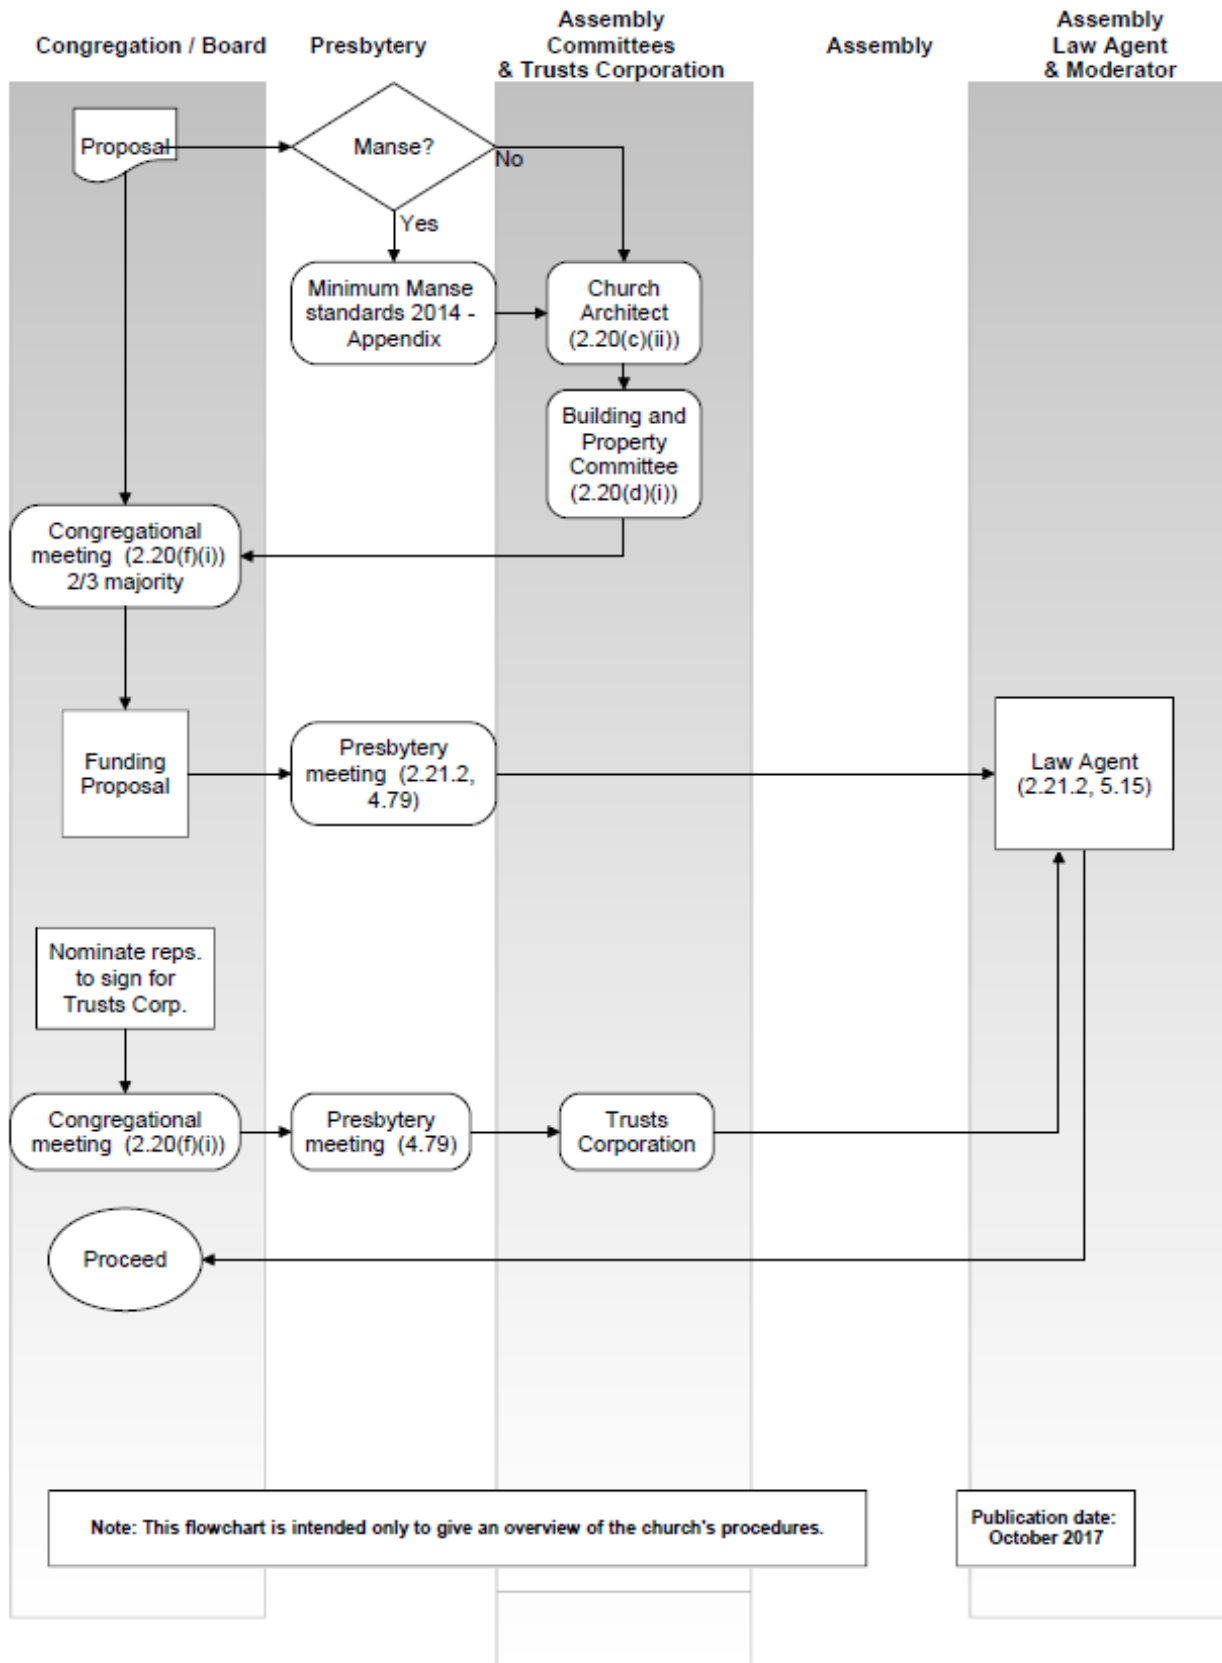 Congregation / Board
Presbytery
Assembly
Committees
& Trusts Corporation
Assembly
Assembly
Law Agent
& Moderator
Proposal
Manse?
No
Yes
Minimum Manse
standards 2014 -
Appendix
Church
Architect
(2.20(c)(ii))
Building and
Property
Committee
(2.20(d)(i))
Congregational
meeting (2.20(f)(i))
2/3 majority
Funding
Proposal
Presbytery
meeting (2.21.2,
4.79)
Law Agent
(2.21.2, 5.15)
Nominate reps.
to sign for
Trusts Corp.
Congregational
meeting (2.20(f)(i))
Presbytery
meeting (4.79)
Trusts
Corporation
Proceed
Note: This flowchart is intended only to give an overview of the church's procedures.
Publication date:
October 2017